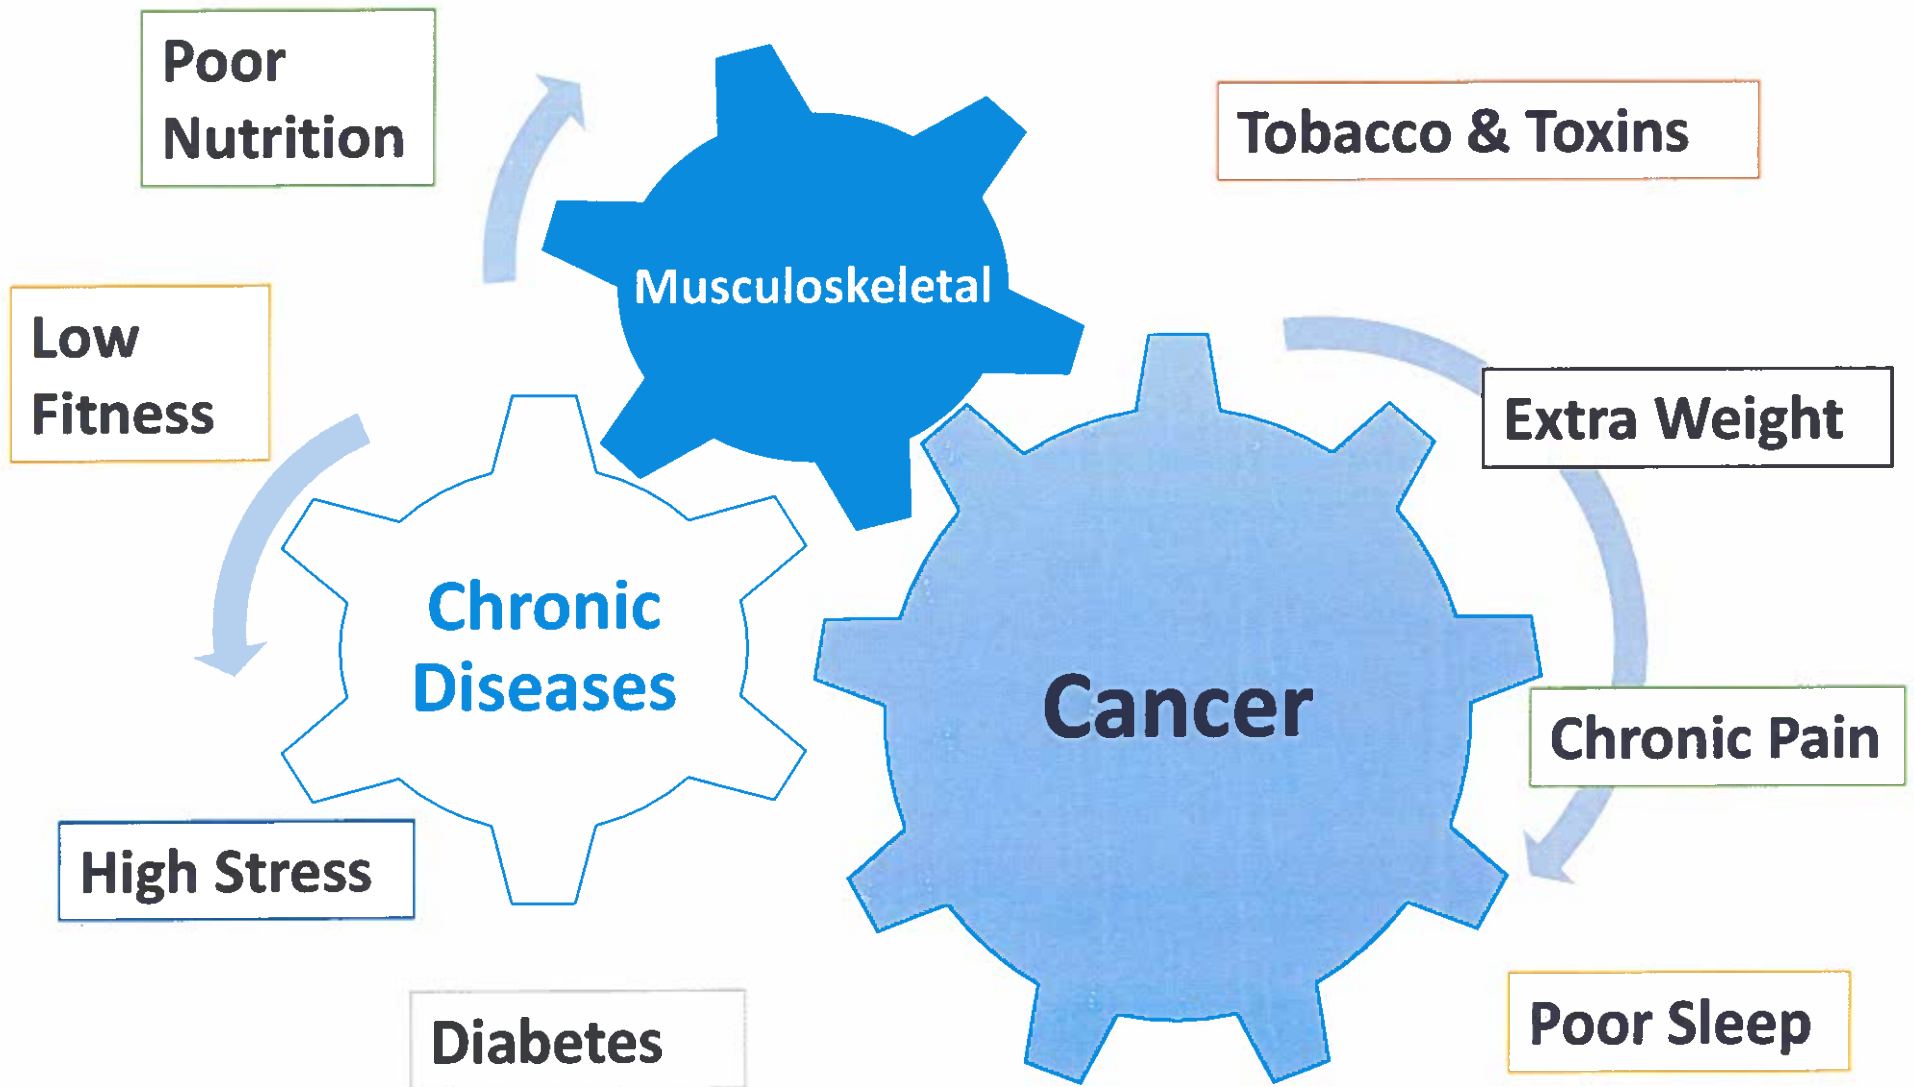 Poor
Nutrition
Tobacco & Toxins
Musculoskeletal
Low
Fitness
Extra Weight
Chronic
Diseases
Cancer
Chronic Pain
High Stress
Diabetes
Poor Sleep